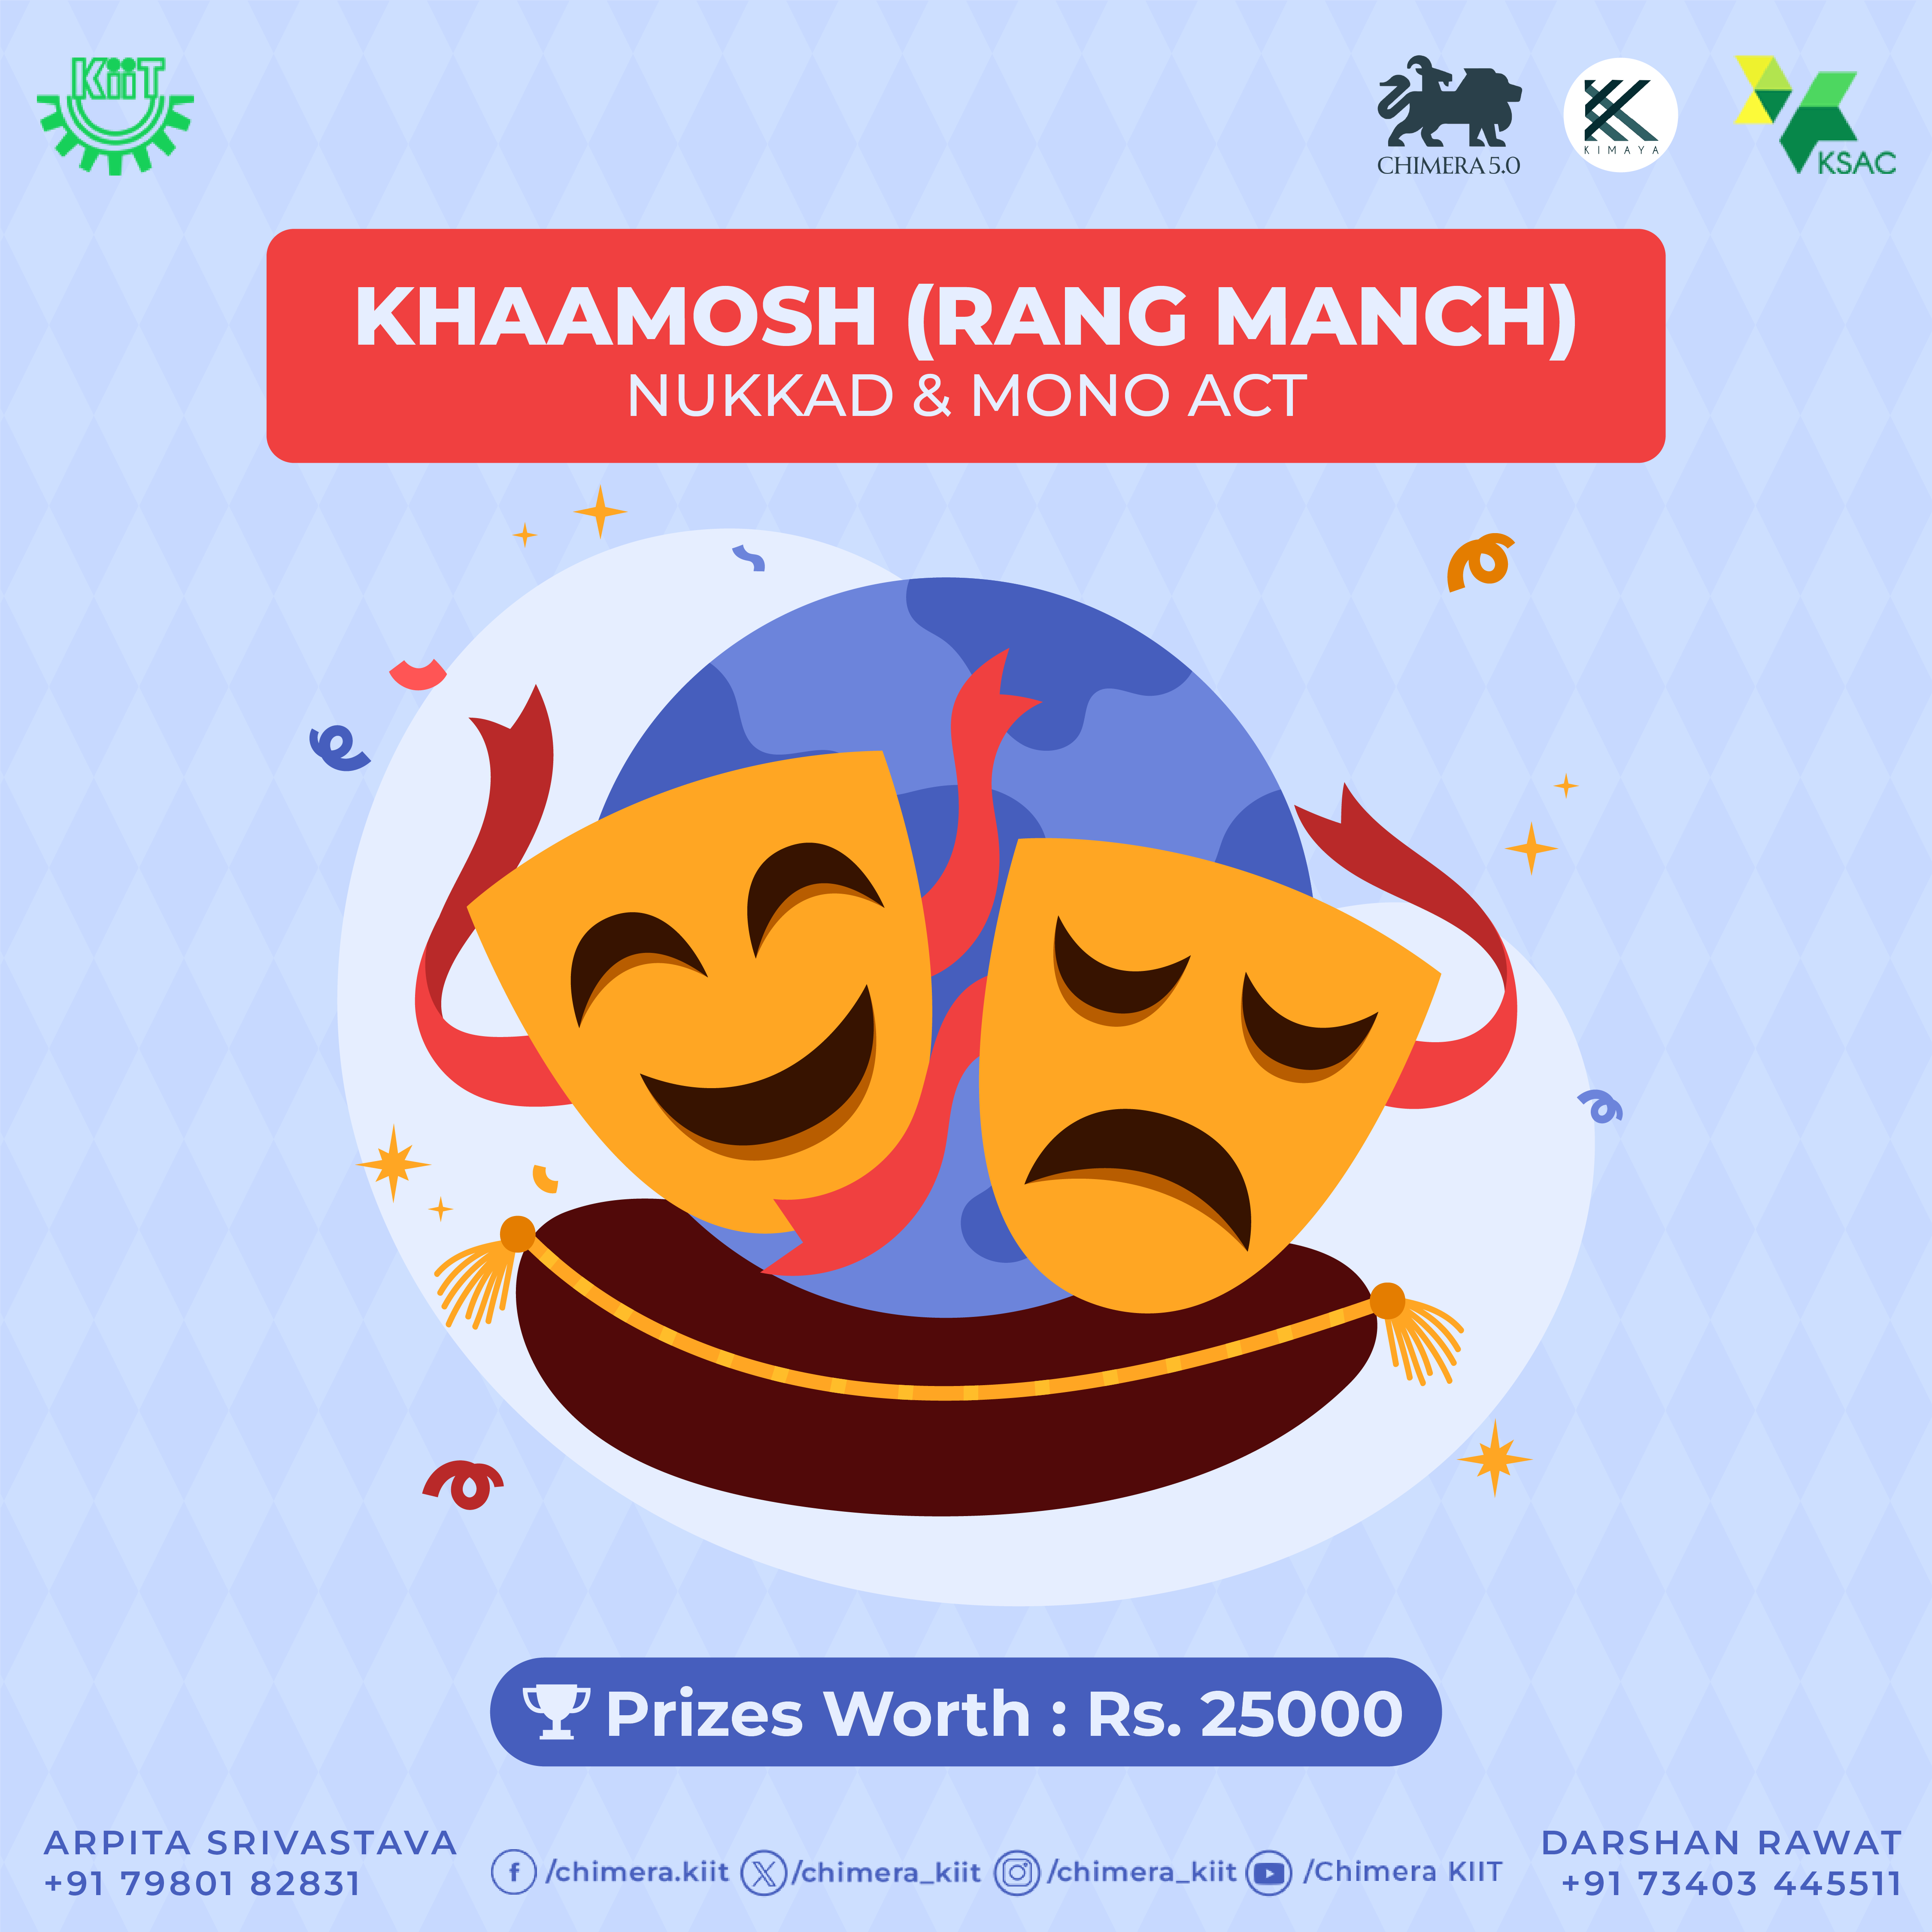 KiiT
CHIMERA 5.0
KIMAYA
KSAC
KHAAMOSH (RANG MANCH)
NUKKAD & MONO ACT
Prizes Worth : Rs. 25000
ARPITA SRIVASTAVA
+91 79801 82831
/chimera.kiit /chimera_kiit /chimera_kiit /Chimera KIIT
DARSHAN RAWAT
+91 73403 445511